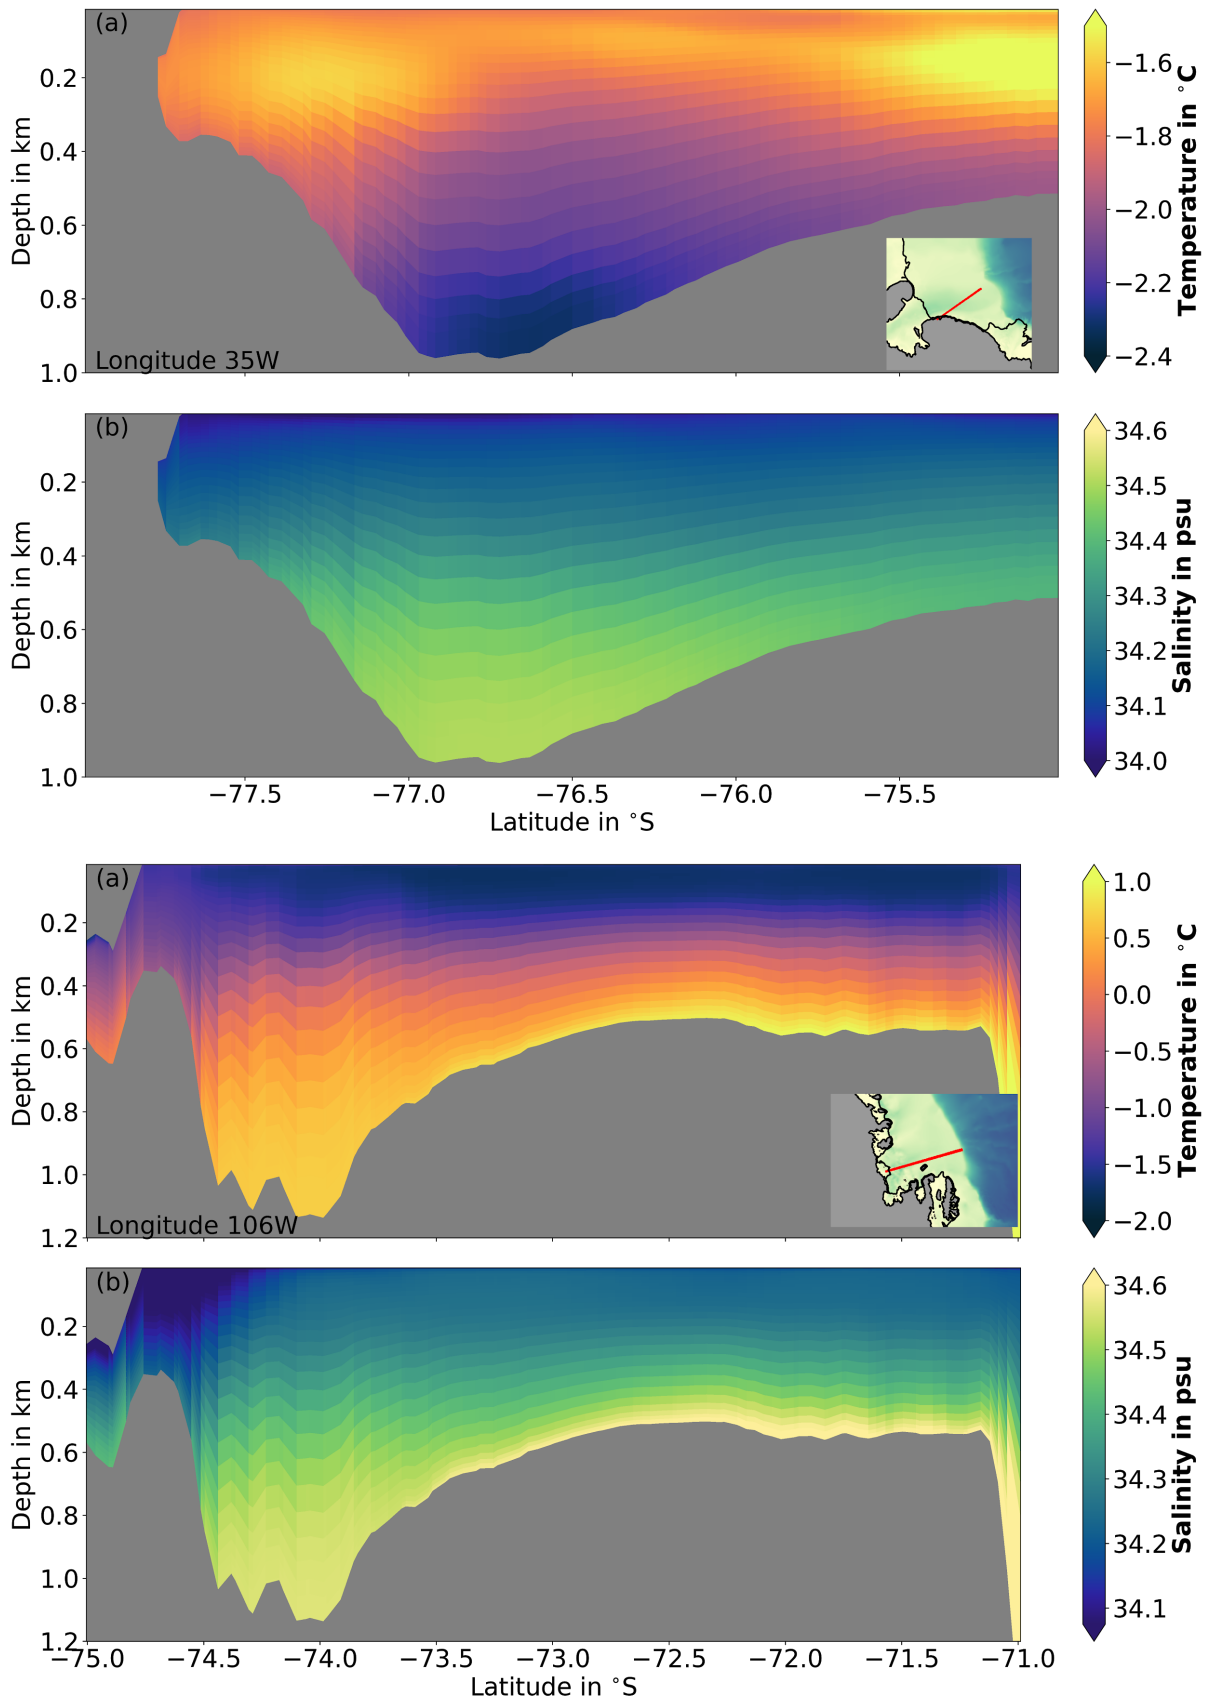 (a)
0.2
0.4
0.6
0.8
1.0
Depth in km
Longitude 35W
−1.6
−1.8
−2.0
−2.2
−2.4
Temperature in °C
(b)
0.2
0.4
0.6
0.8
1.0
Depth in km
−77.5 −77.0 −76.5 −76.0 −75.5
Latitude in °S
34.6
34.5
34.4
34.3
34.2
34.1
34.0
Salinity in psu
(a)
0.2
0.4
0.6
0.8
1.0
1.2
Depth in km
Longitude 106W
1.0
0.5
0.0
−0.5
−1.0
−1.5
−2.0
Temperature in °C
(b)
0.2
0.4
0.6
0.8
1.0
1.2
Depth in km
−75.0 −74.5 −74.0 −73.5 −73.0 −72.5 −72.0 −71.5 −71.0
Latitude in °S
34.6
34.5
34.4
34.3
34.2
34.1
Salinity in psu